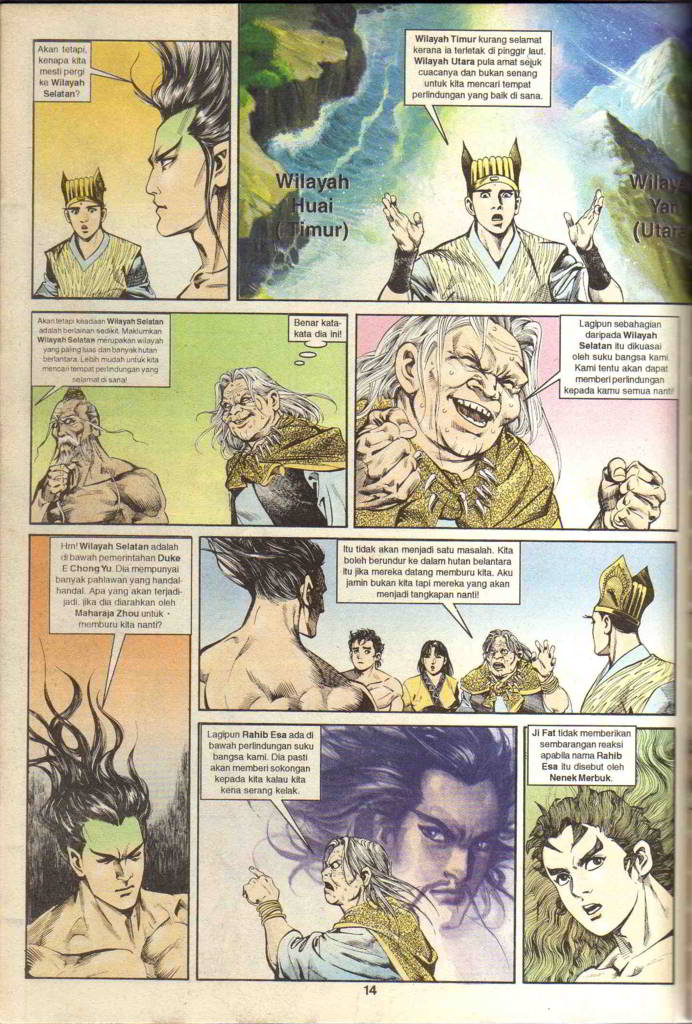 Akan tetapi,
kenapa kita
mesti pergi
ke Wilayah
Selatan?
Wilayah Timur kurang selamat
kerana ia terletak di pinggir laut.
Wilayah Utara pula amat sejuk
cuacanya dan bukan senang
untuk kita mencari tempat
perlindungan yang baik di sana.
Wilayah
Huai
(Timur)
Yan
(Utara
Akan tetapi keadaan Wilayah Selatan
adalah berlainan sedikit. Maklumkan
Wilayah Selatan merupakan wilayah
yang paling luas dan banyak hutan
berlantara. Lebih mudah untuk kita
mencari tempat perlindungan yang
selamat di sana!
Benar kata-
kata dia ini!
Lagipun sebahagian
daripada Wilayah
Selatan itu dikuasai
oleh suku bangsa kami.
Kami tentu akan dapat
memberi perlindungan
kepada kamu semua nanti!
Hm! Wilayah Selatan adalah
di bawah pemerintahan Duke
E Chong Yu. Dia mempunyai
banyak pahlawan yang handal-
handal. Apa yang akan terjadi-
jadi, jika dia diarahkan oleh
Maharaja Zhou untuk
memburu kita nanti?
Itu tidak akan menjadi satu masalah. Kita
boleh berundur ke dalam hutan belantara
itu jika mereka datang memburu kita. Aku
jamin bukan kita tapi mereka yang akan
menjadi tangkapan nanti!
Lagipun Rahib Esa ada di
bawah perlindungan suku
bangsa kami. Dia pasti
akan memberi sokongan
kepada kita kalau kita
kena serang kelak.
Ji Fat tidak memberikan
sembarangan reaksi
apabila nama Rahib
Esa itu disebut oleh
Nenek Merbuk.
14